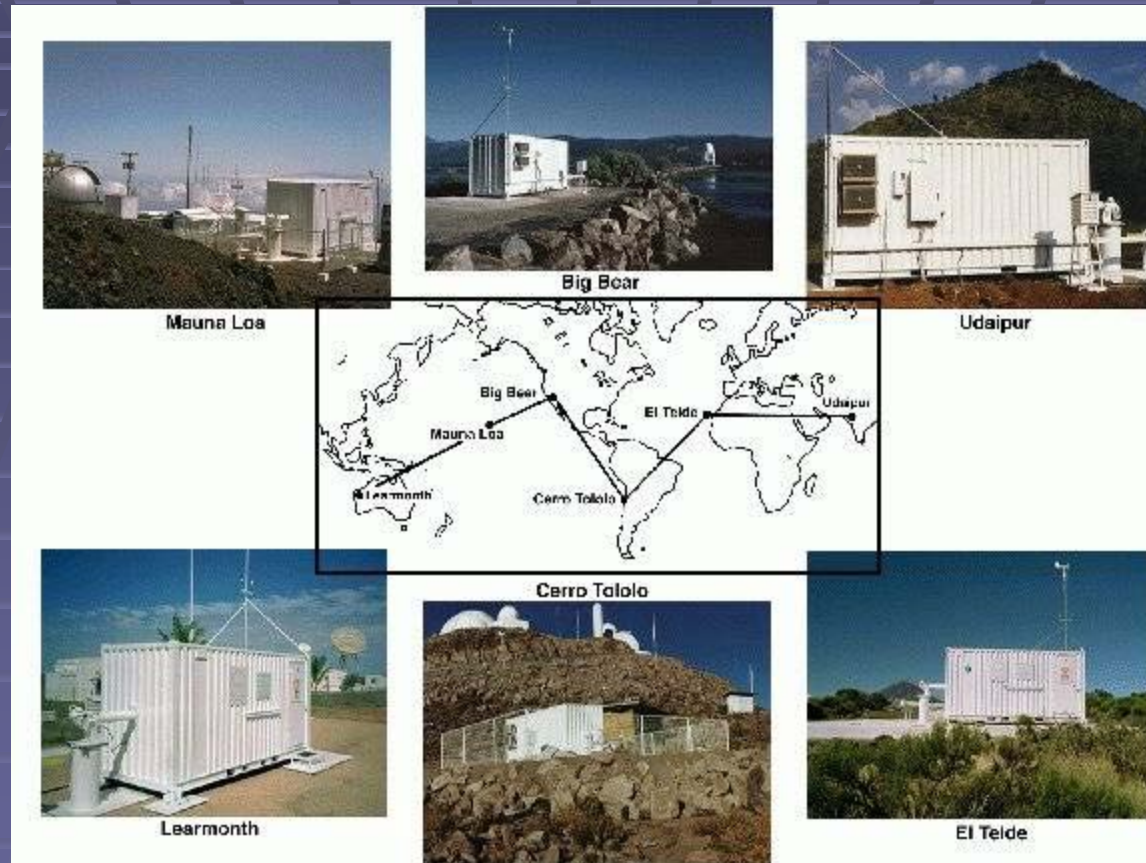 Big Bear
Mauna Loa
Udaipur
Big Bear
Mauna Loa
Learmonth
Cerro Tololo
El Teide
Udaipur
Cerro Tololo
Learmonth
El Teide